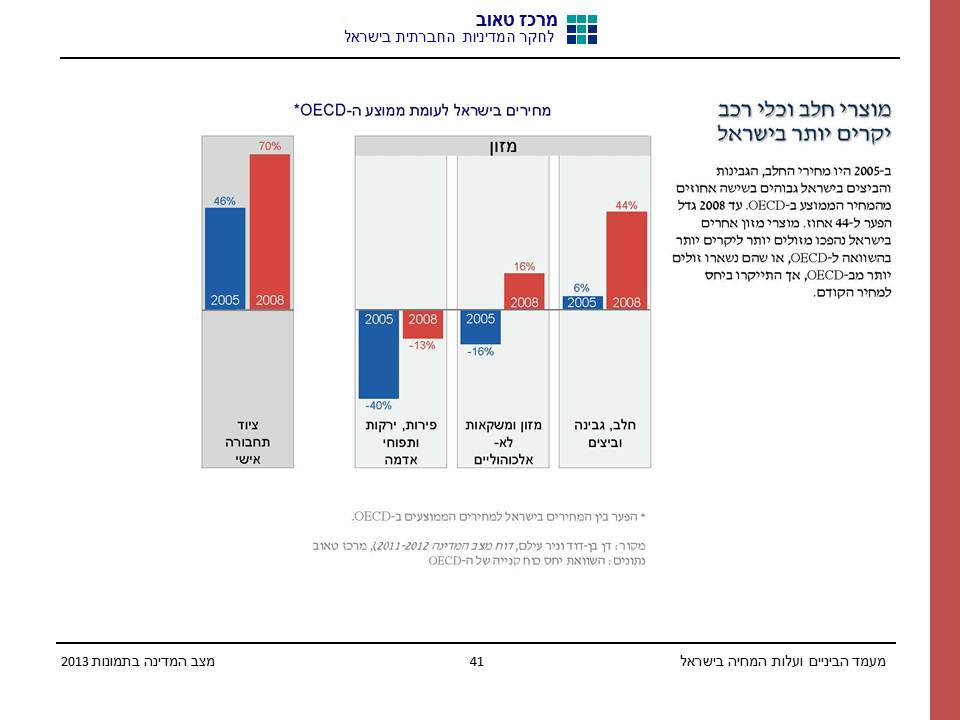 מרכז טאוב
לחקר המדיניות החברתית בישראל
מוצרי חלב וכלי רכב
יקרים יותר בישראל
ב-2005 היו מחירי החלב, הגבינות
והביצים בישראל גבוהים בשישה אחוזים
מהמחיר הממוצע ב-OECD. עד 2008 גדל
הפער ל-44 אחוז. מוצרי מזון אחרים
בישראל נהפכו מזולים יותר ליקרים יותר
בהשוואה ל-OECD, או שהם נשארו זולים
יותר מב-OECD, אך התייקרו ביחס
למחיר הקודם.
מחירים בישראל לעומת ממוצע ה-OECD*
מזון
44%
6%
2005 2008
חלב, גבינה
וביצים
16%
2008
2005
-16%
מזון ומשקאות
לא-
אלכוהוליים
2005 2008
-13%
-40%
פירות, ירקות
ותפוחי
אדמה
70%
46%
2005 2008
ציוד
תחבורה
אישי
* הפער בין המחירים בישראל למחירים הממוצעים ב-OECD.
מקור: דן בן-דוד וניר עילם, דוח מצב המדינה 2011-2012), מרכז טאוב
נתונים: השוואת יחס כוח קנייה של ה-OECD
מעמד הביניים ועלות המחיה בישראל
41
מצב המדינה בתמונות 2013